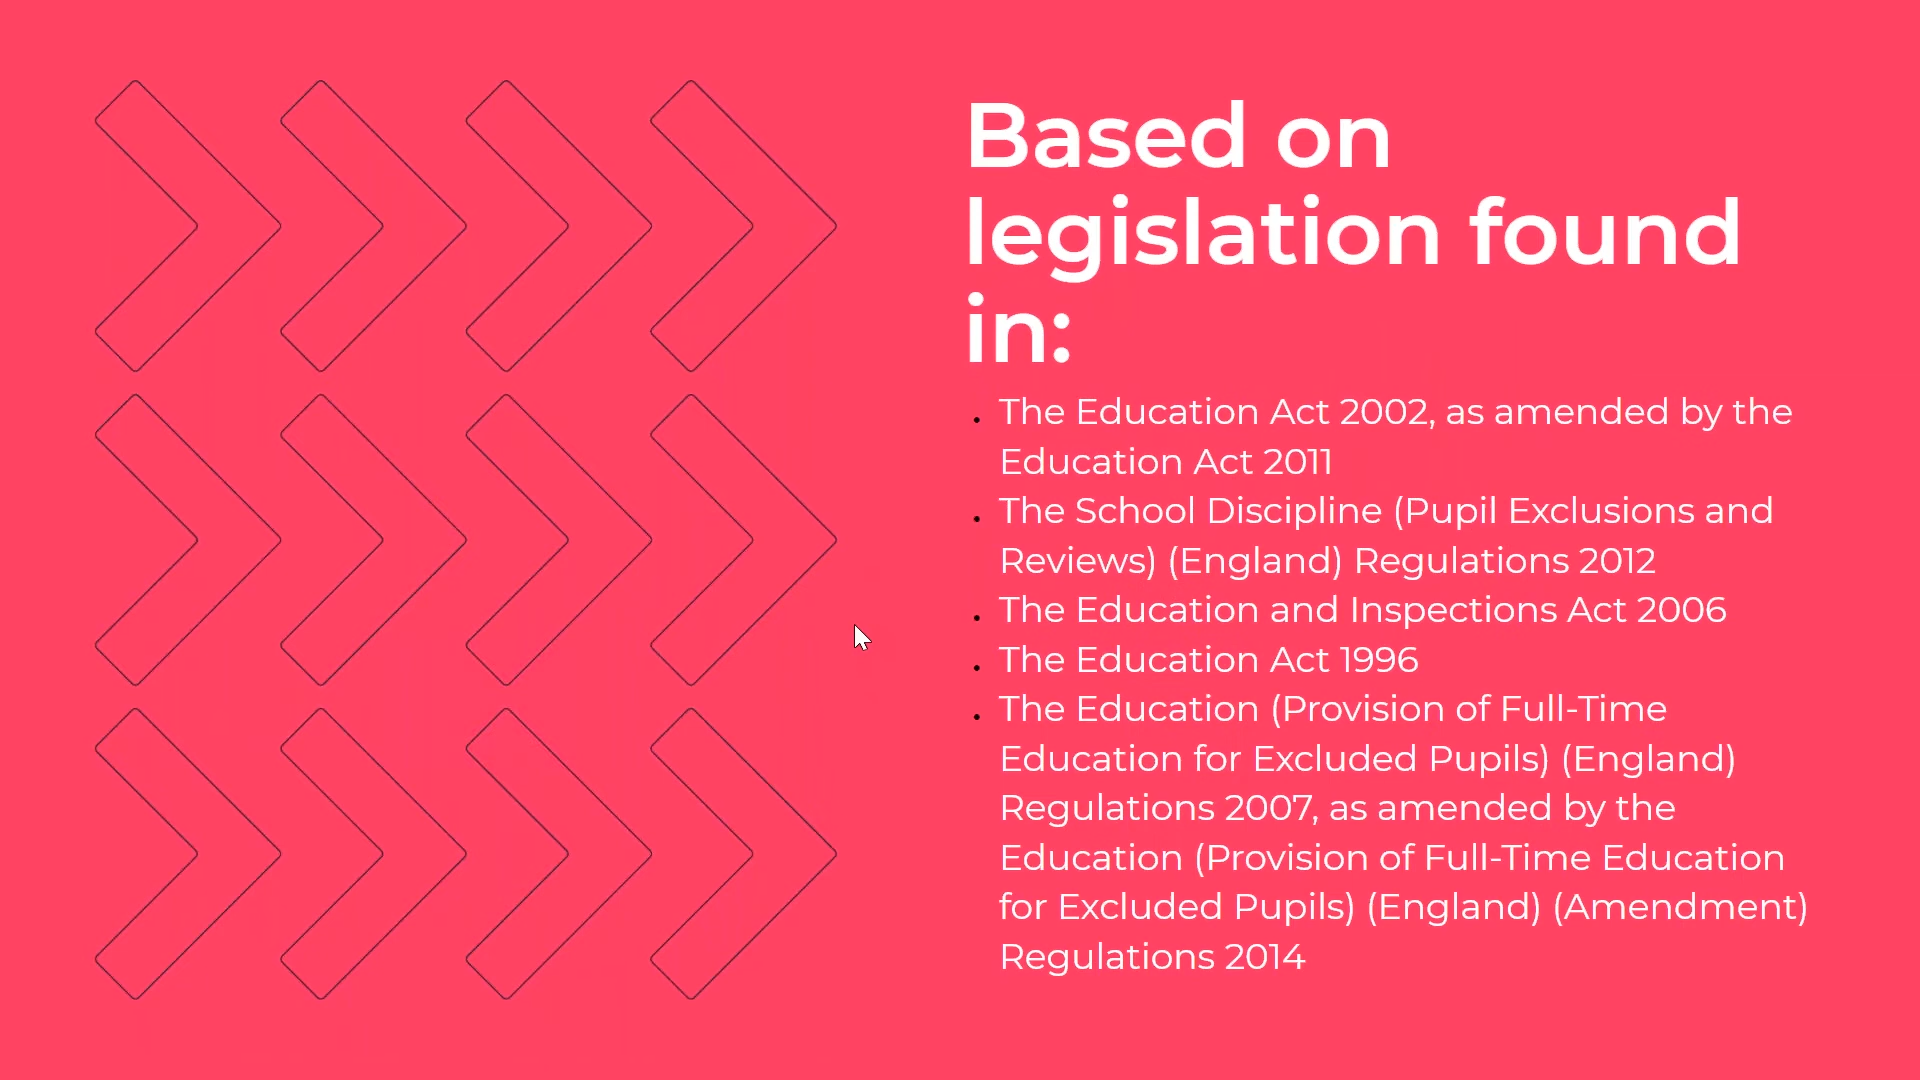 Based on
legislation found
in:
• The Education Act 2002, as amended by the
Education Act 2011
• The School Discipline (Pupil Exclusions and
Reviews) (England) Regulations 2012
• The Education and Inspections Act 2006
• The Education Act 1996
• The Education (Provision of Full-Time
Education for Excluded Pupils) (England)
Regulations 2007, as amended by the
Education (Provision of Full-Time Education
for Excluded Pupils) (England) (Amendment)
Regulations 2014